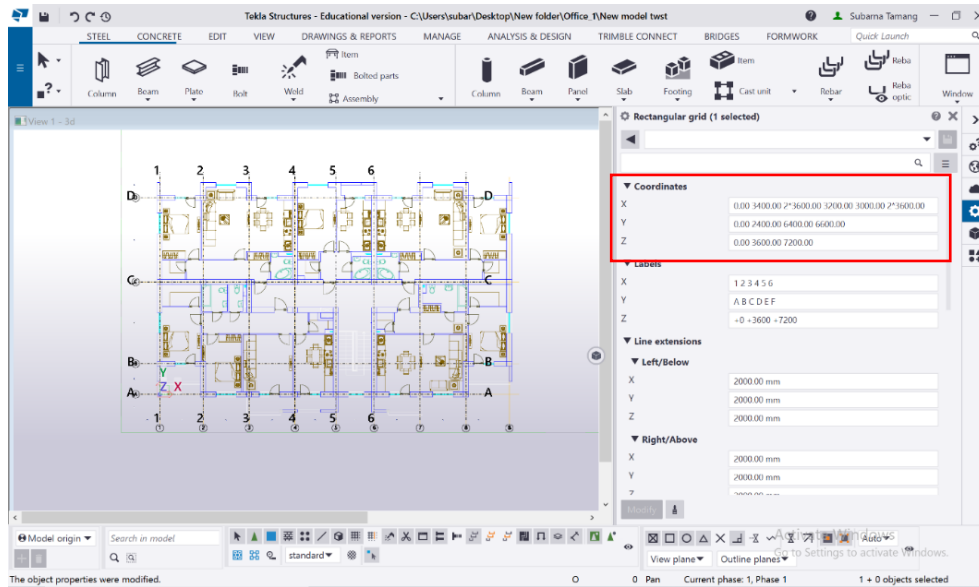 Tekla Structures - Educational version - C:\Users\subar\Desktop\New folder\Office_1\New model twst
Subarna Tamang
STEEL CONCRETE EDIT VIEW DRAWINGS & REPORTS MANAGE ANALYSIS & DESIGN TRIMBLE CONNECT BRIDGES FORMWORK Quick Launch
Item
Bolted parts
Assembly
Column Beam Plate Bolt Weld
Column Beam Panel Slab Footing
Item
Cast unit
Rebar
Reba
Reba
optic
Window
View 1 - 3d
Rectangular grid (1 selected)
1 2 3 4 5 6
D D
C C
B B
A A
Y
Z X
1 2 3 4 5 6
Coordinates
X 0.00 3400.00 2*3600.00 3200.00 3000.00 2*3600.00
Y 0.00 2400.00 6400.00 6600.00
Z 0.00 3600.00 7200.00
Labels
X 1 2 3 4 5 6
Y A B C D E F
Z +0 +3600 +7200
Line extensions
Left/Below
X 2000.00 mm
Y 2000.00 mm
Z 2000.00 mm
Right/Above
X 2000.00 mm
Y 2000.00 mm
Z 2000.00 mm
Modify
Model origin
Search in model
standard
Auto
View plane
Outline planes
Activate Windows
Go to Settings to activate Windows.
The object properties were modified.
O 0 Pan Current phase: 1, Phase 1 1 + 0 objects selected